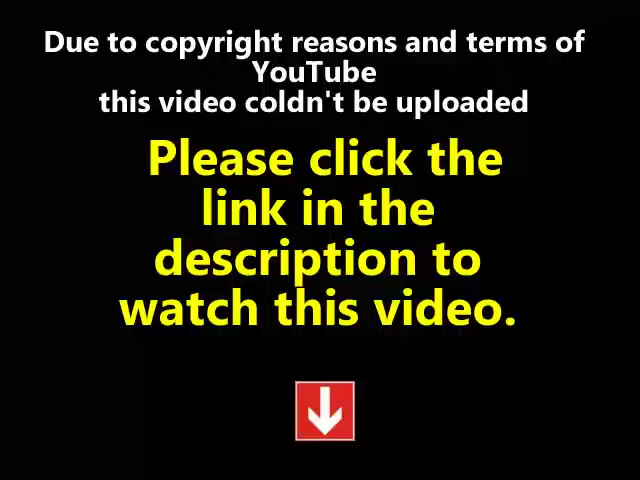 Due to copyright reasons and terms of
YouTube
this video coldn't be uploaded
Please click the
link in the
description to
watch this video.